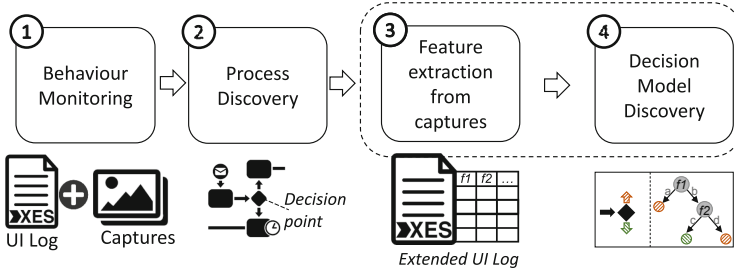 1
Behaviour
Monitoring
2
Process
Discovery
3
Feature
extraction
from
captures
4
Decision
Model
Discovery
XES
UI Log
Captures
Decision
point
XES
f1 f2 ...
Extended UI Log
f1
a b
f2
c d